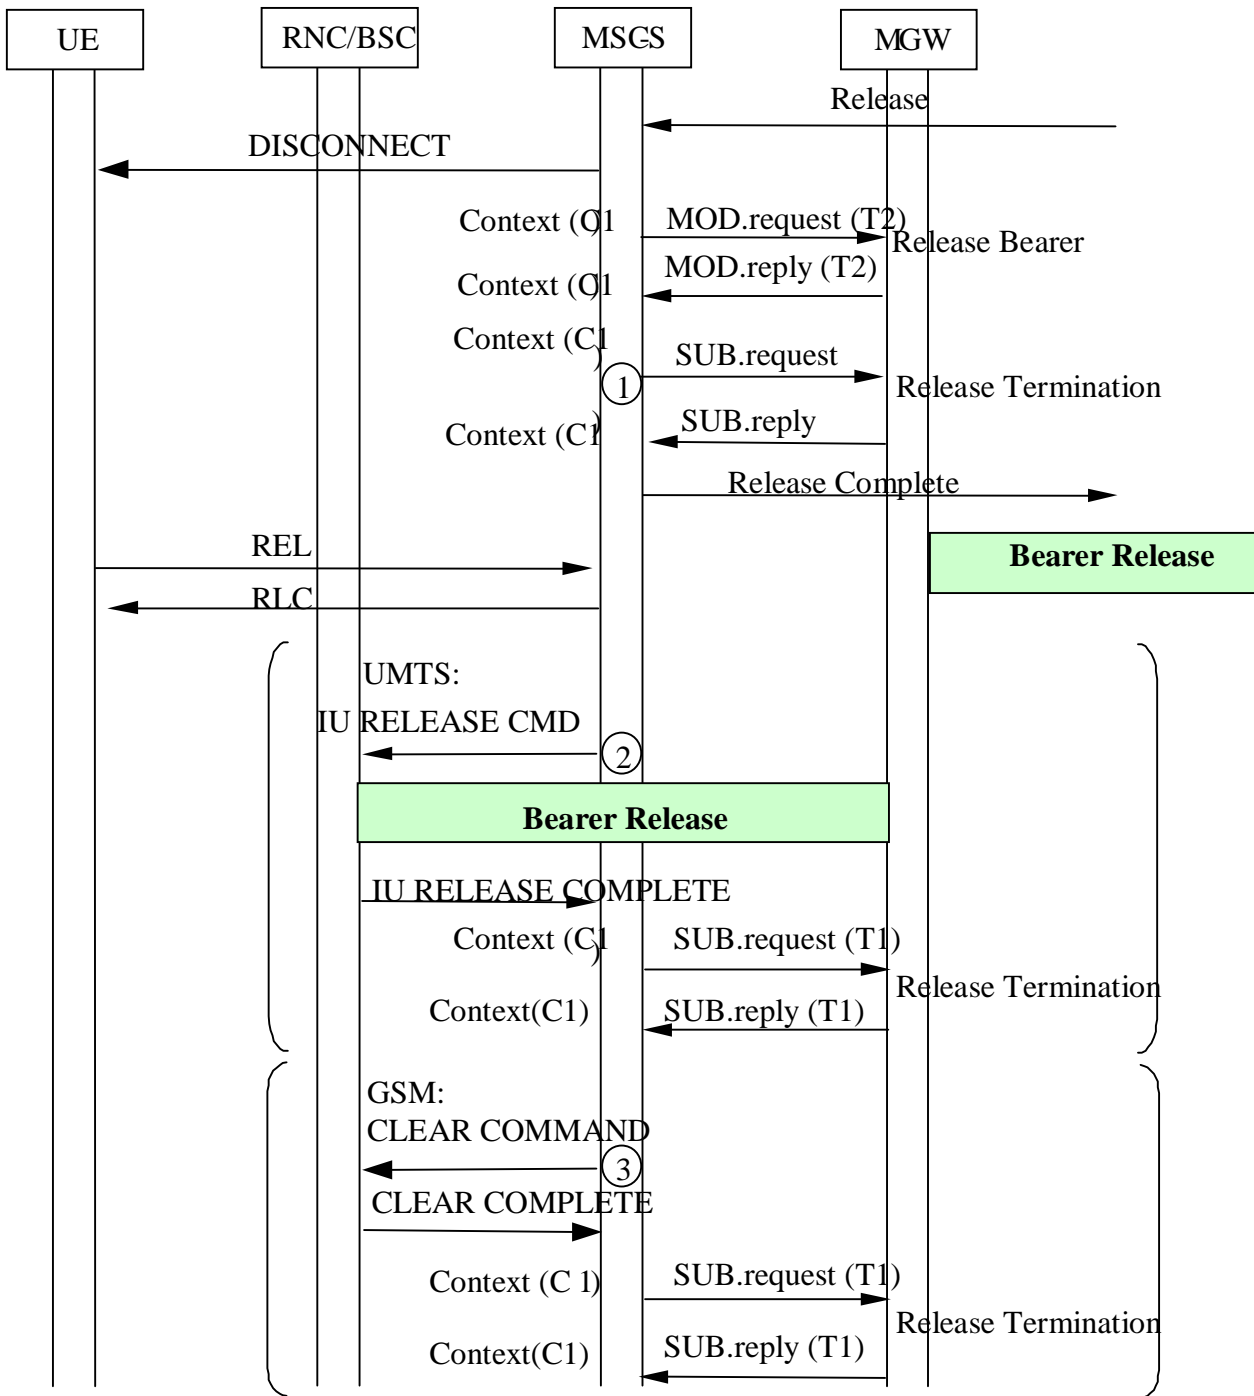 UE
RNC/BSC
MSC-S
MGW
Release
DISCONNECT
Context (C1)
MOD.request (T2)
Release Bearer
Context (C1)
MOD.reply (T2)
Context (C1)
SUB.request
1
Release Termination
Context (C1)
SUB.reply
Release Complete
REL
Bearer Release
RLC
UMTS:
IU RELEASE CMD
2
Bearer Release
IU RELEASE COMPLETE
Context (C1)
SUB.request (T1)
Release Termination
Context(C1)
SUB.reply (T1)
GSM:
CLEAR COMMAND
3
CLEAR COMPLETE
Context (C 1)
SUB.request (T1)
Release Termination
Context(C1)
SUB.reply (T1)